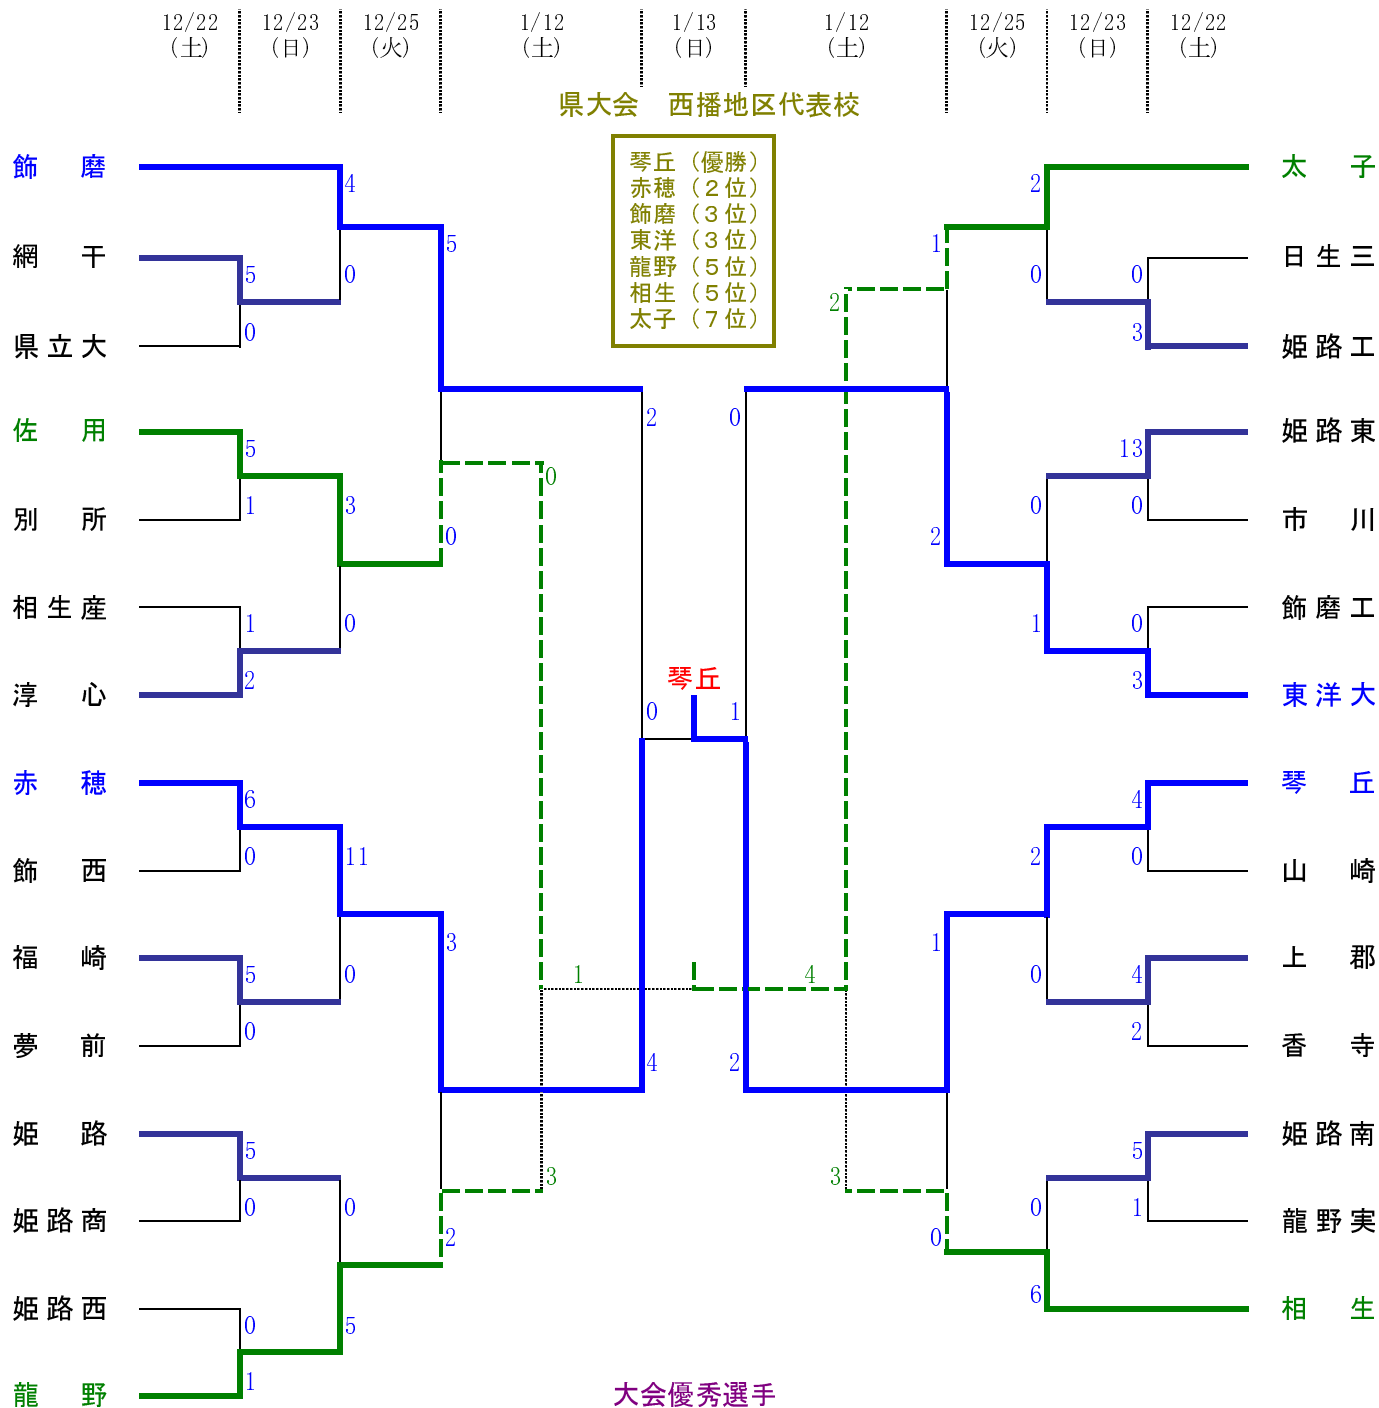 12/22 12/23 12/25 1/12 1/13 1/12 12/25 12/23 12/22
(土) (日) (火) (土) (日) (土) (火) (日) (土)
県大会　西播地区代表校
琴丘（優勝）
赤穂（２位）
飾磨（３位）
東洋（３位）
龍野（５位）
相生（５位）
太子（７位）
飾　磨
4
網　干
5
0
県立大
0
5
佐　用
5
別　所
1
3
相生産
1
0
淳　心
2
0
0
赤　穂
6
飾　西
0
11
福　崎
5
0
夢　前
0
3
姫　路
5
姫路商
0
0
姫路西
0
5
龍　野
1
2
3
2
0
4
1
琴丘
太　子
2
日生三
0
0
姫路工
3
1
2
姫路東
13
市　川
0
0
飾磨工
0
1
東洋大
3
2
0
1
琴　丘
4
山　崎
0
2
上　郡
4
0
香　寺
2
1
2
4
姫路南
5
龍野実
1
0
相　生
6
0
3
大会優秀選手